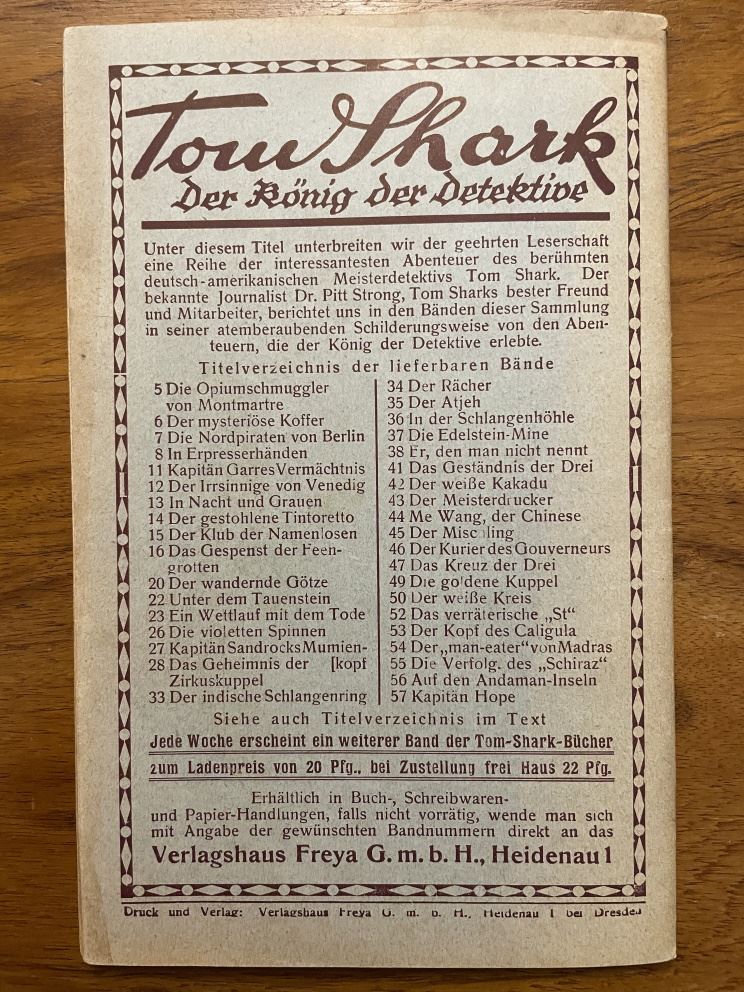 Tom Shark
Der König der Detektive
Unter diesem Titel unterbreiten wir der geehrten Leserschaft
eine Reihe der interessantesten Abenteuer des berühmten
deutsch-amerikanischen Meisterdetektivs Tom Shark. Der
bekannte Journalist Dr. Pitt Strong, Tom Sharks bester Freund
und Mitarbeiter, berichtet uns in den Bänden dieser Sammlung
in seiner atemberaubenden Schilderungsweise von den Aben-
teuern, die der König der Detektive erlebte.
Titelverzeichnis der lieferbaren Bände
5 Die Opiumschmuggler
von Montmartre
6 Der mysteriöse Koffer
7 Die Nordpiraten von Berlin
8 In Erpresserhänden
11 Kapitän Garres Vermächtnis
12 Der Irrsinnige von Venedig
13 In Nacht und Grauen
14 Der gestohlene Tintoretto
15 Der Klub der Namenlosen
16 Das Gespenst der Feen-
grotten
20 Der wandernde Götze
22 Unter dem Tauenstein
23 Ein Wettlauf mit dem Tode
26 Die violetten Spinnen
27 Kapitän Sandrocks Mumien-
28 Das Geheimnis der [kopf
Zirkuskuppel
33 Der indische Schlangenring
34 Der Rächer
35 Der Atjeh
36 In der Schlangenhöhle
37 Die Edelstein-Mine
38 Er, den man nicht nennt
41 Das Geständnis der Drei
42 Der weiße Kakadu
43 Der Meisterdrucker
44 Me Wang, der Chinese
45 Der Mischling
46 Der Kurier des Gouverneurs
47 Das Kreuz der Drei
49 Die goldene Kuppel
50 Der weiße Kreis
52 Das verräterische „St“
53 Der Kopf des Caligula
54 Der „man-eater“ von Madras
55 Die Verfolg. des „Schiraz“
56 Auf den Andaman-Inseln
57 Kapitän Hope
Siehe auch Titelverzeichnis im Text
Jede Woche erscheint ein weiterer Band der Tom-Shark-Bücher
zum Ladenpreis von 20 Pfg., bei Zustellung frei Haus 22 Pfg.
Erhältlich in Buch-, Schreibwaren-
und Papier-Handlungen, falls nicht vorrätig, wende man sich
mit Angabe der gewünschten Bandnummern direkt an das
Verlagshaus Freya G. m. b. H., Heidenau 1
Druck und Verlag: Verlagshaus Freya G. m. b. H., Heidenau I bei Dresden